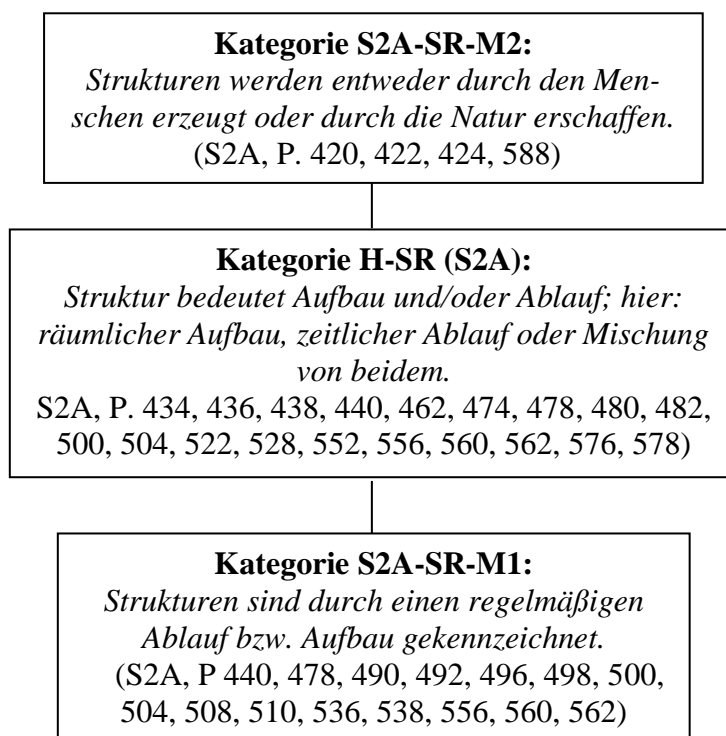 Kategorie S2A-SR-M2:
Strukturen werden entweder durch den Men-
schen erzeugt oder durch die Natur erschaffen.
(S2A, P. 420, 422, 424, 588)
Kategorie H-SR (S2A):
Struktur bedeutet Aufbau und/oder Ablauf; hier:
räumlicher Aufbau, zeitlicher Ablauf oder Mischung
von beidem.
S2A, P. 434, 436, 438, 440, 462, 474, 478, 480, 482,
500, 504, 522, 528, 552, 556, 560, 562, 576, 578)
Kategorie S2A-SR-M1:
Strukturen sind durch einen regelmäßigen
Ablauf bzw. Aufbau gekennzeichnet.
(S2A, P 440, 478, 490, 492, 496, 498, 500,
504, 508, 510, 536, 538, 556, 560, 562)